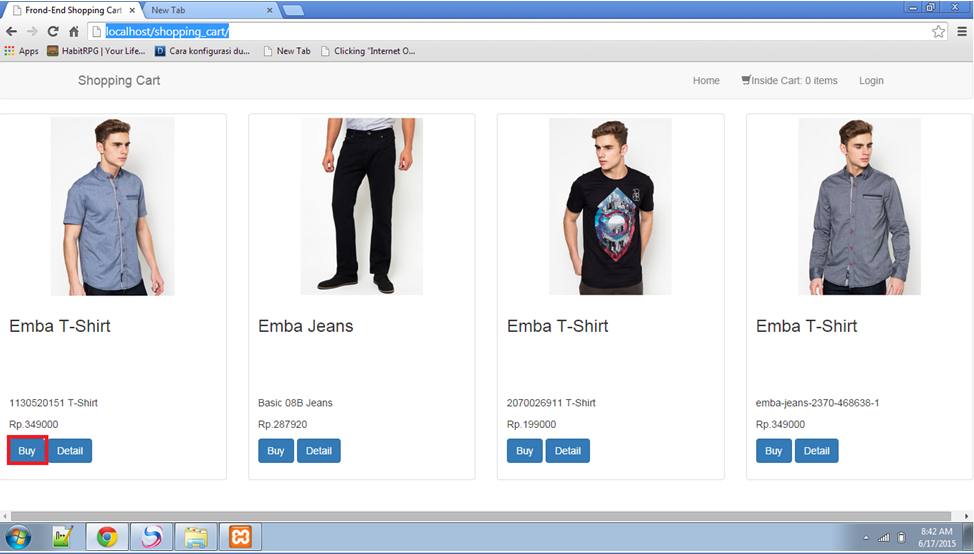 Frond-End Shopping Cart
New Tab
localhost/shopping_cart/
Apps HabitRPG | Your Life... Cara konfigurasi du... New Tab Clicking "Internet O...
Shopping Cart Home Inside Cart: 0 items Login
Emba T-Shirt
1130520151 T-Shirt
Rp.349000
Buy Detail
Emba Jeans
Basic 08B Jeans
Rp.287920
Buy Detail
Emba T-Shirt
2070026911 T-Shirt
Rp.199000
Buy Detail
Emba T-Shirt
emba-jeans-2370-468638-1
Rp.349000
Buy Detail
8:42 AM
6/17/2015